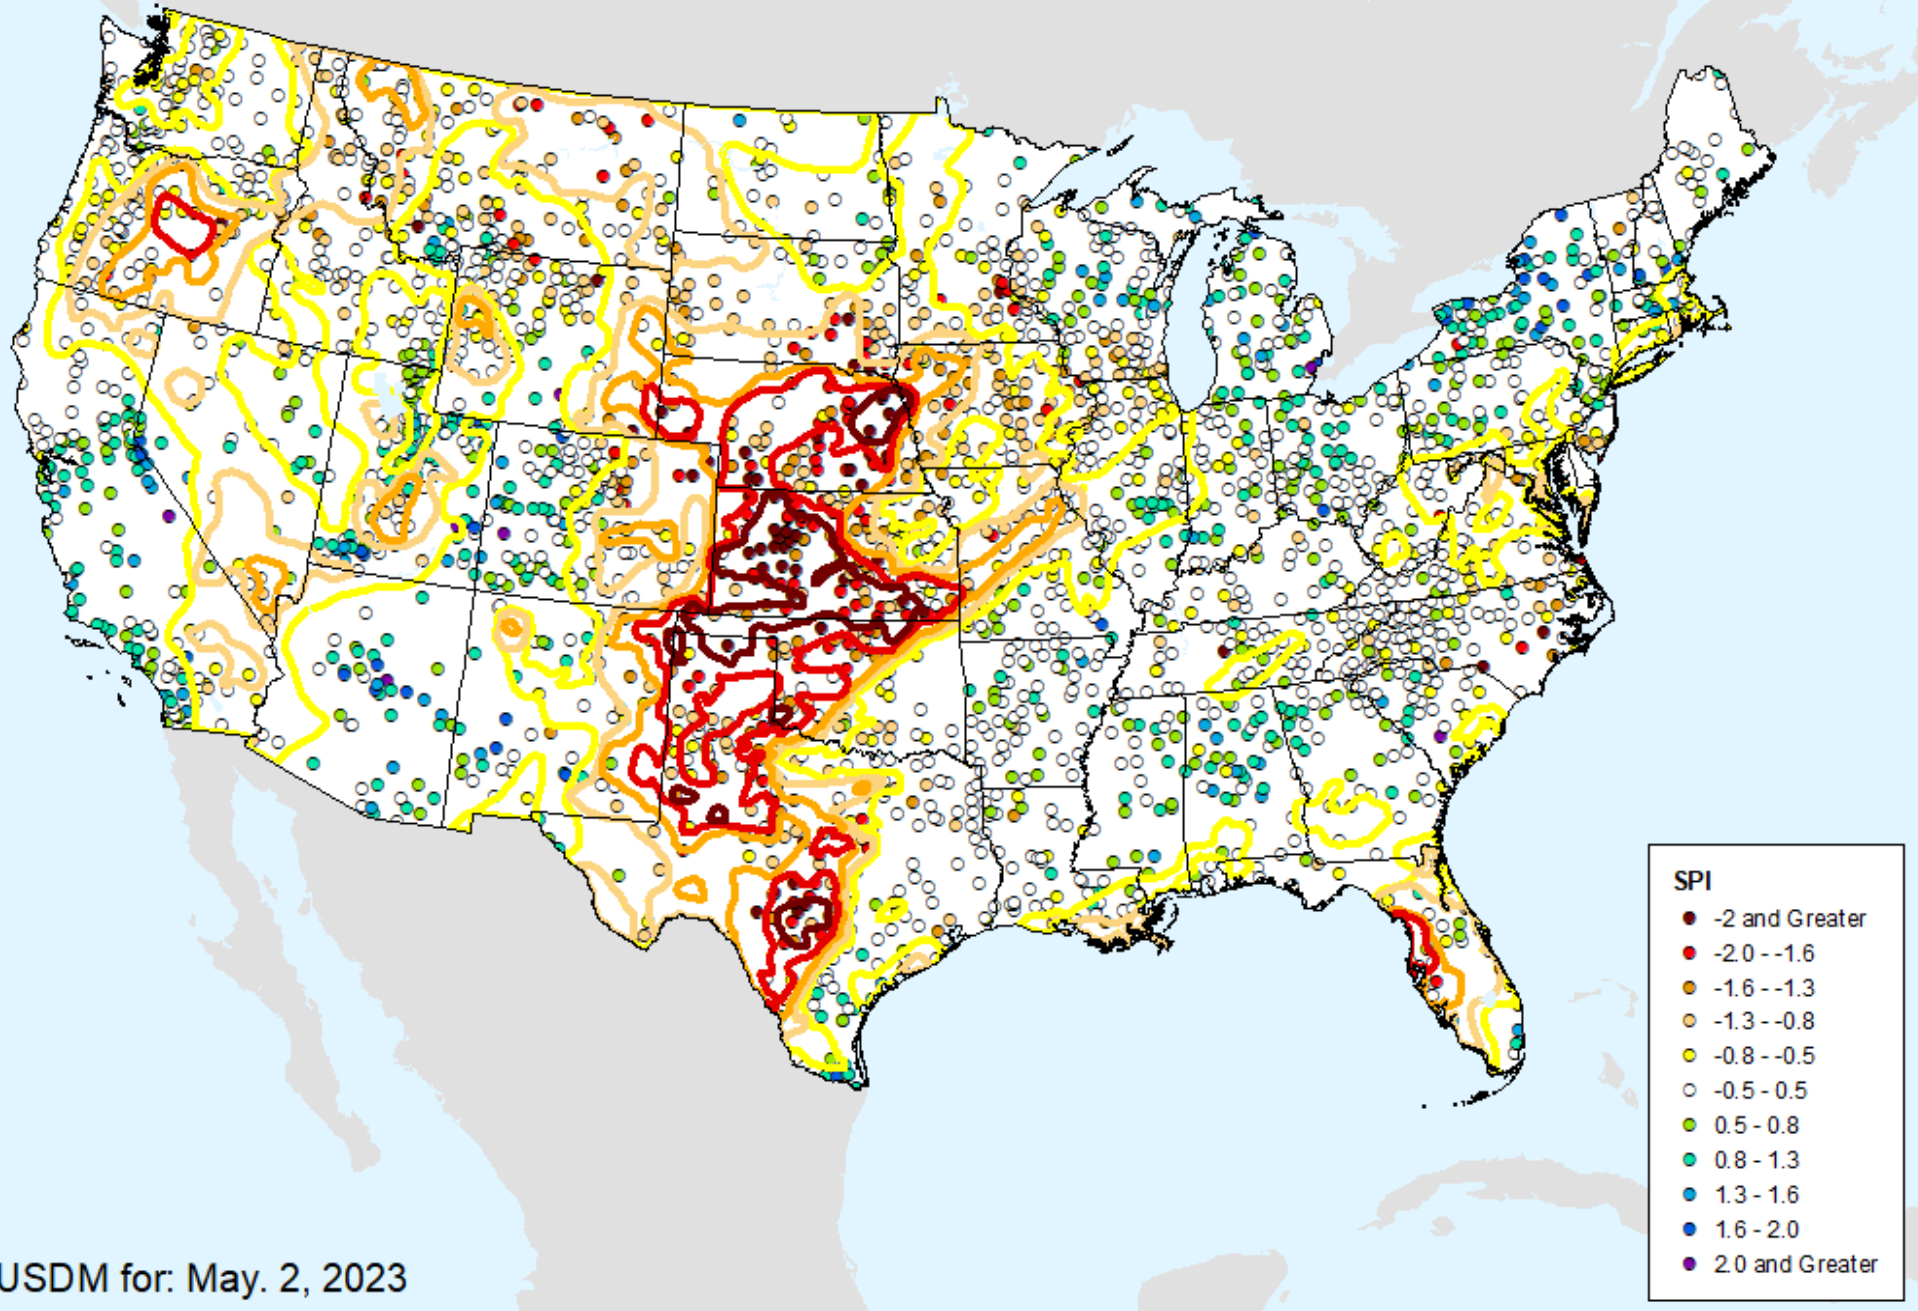 SPI
-2 and Greater
-2.0 - -1.6
-1.6 - -1.3
-1.3 - -0.8
-0.8 - -0.5
-0.5 - 0.5
0.5 - 0.8
0.8 - 1.3
1.3 - 1.6
1.6 - 2.0
2.0 and Greater
USDM for: May. 2, 2023